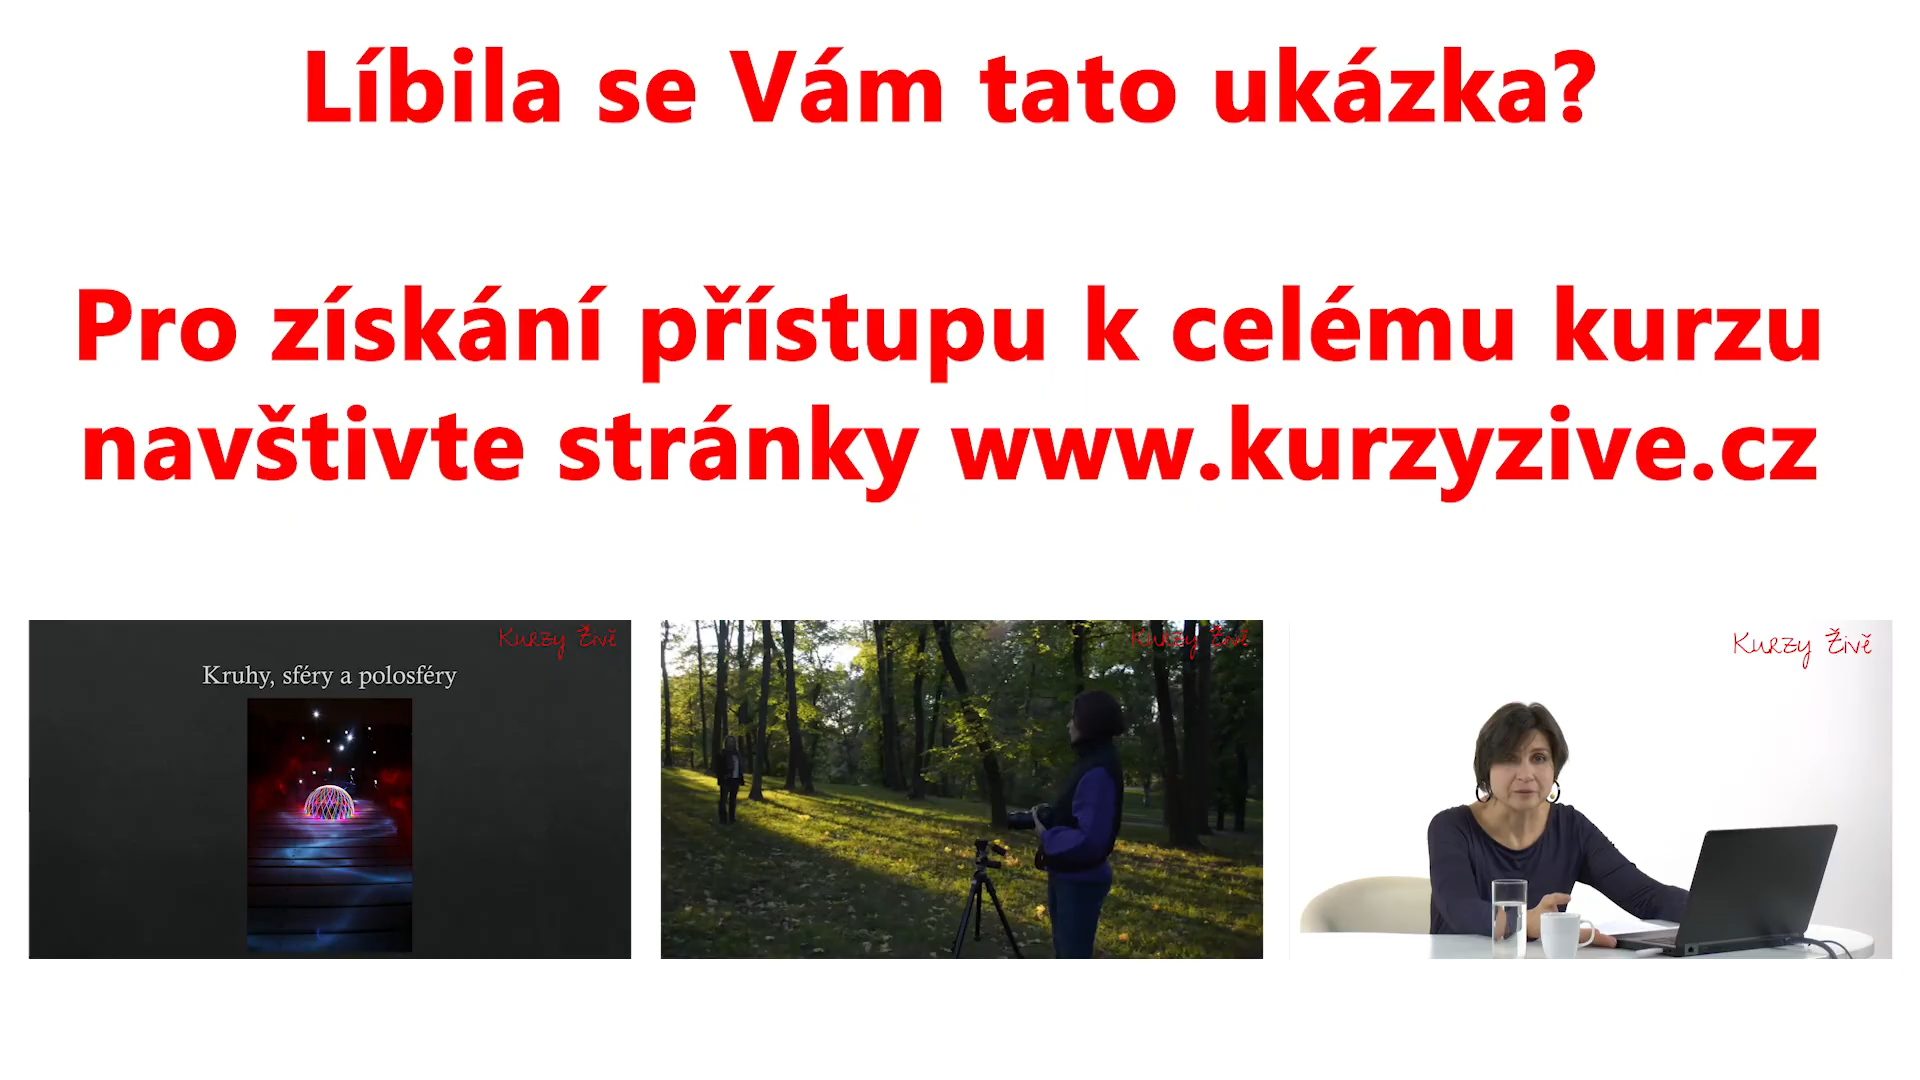 Líbila se Vám tato ukázka?
Pro získání přístupu k celému kurzu
navštivte stránky www.kurzyzive.cz
Kurzy Živě
Kruhy, sféry a polosféry
Kurzy Živě
Kurzy Živě